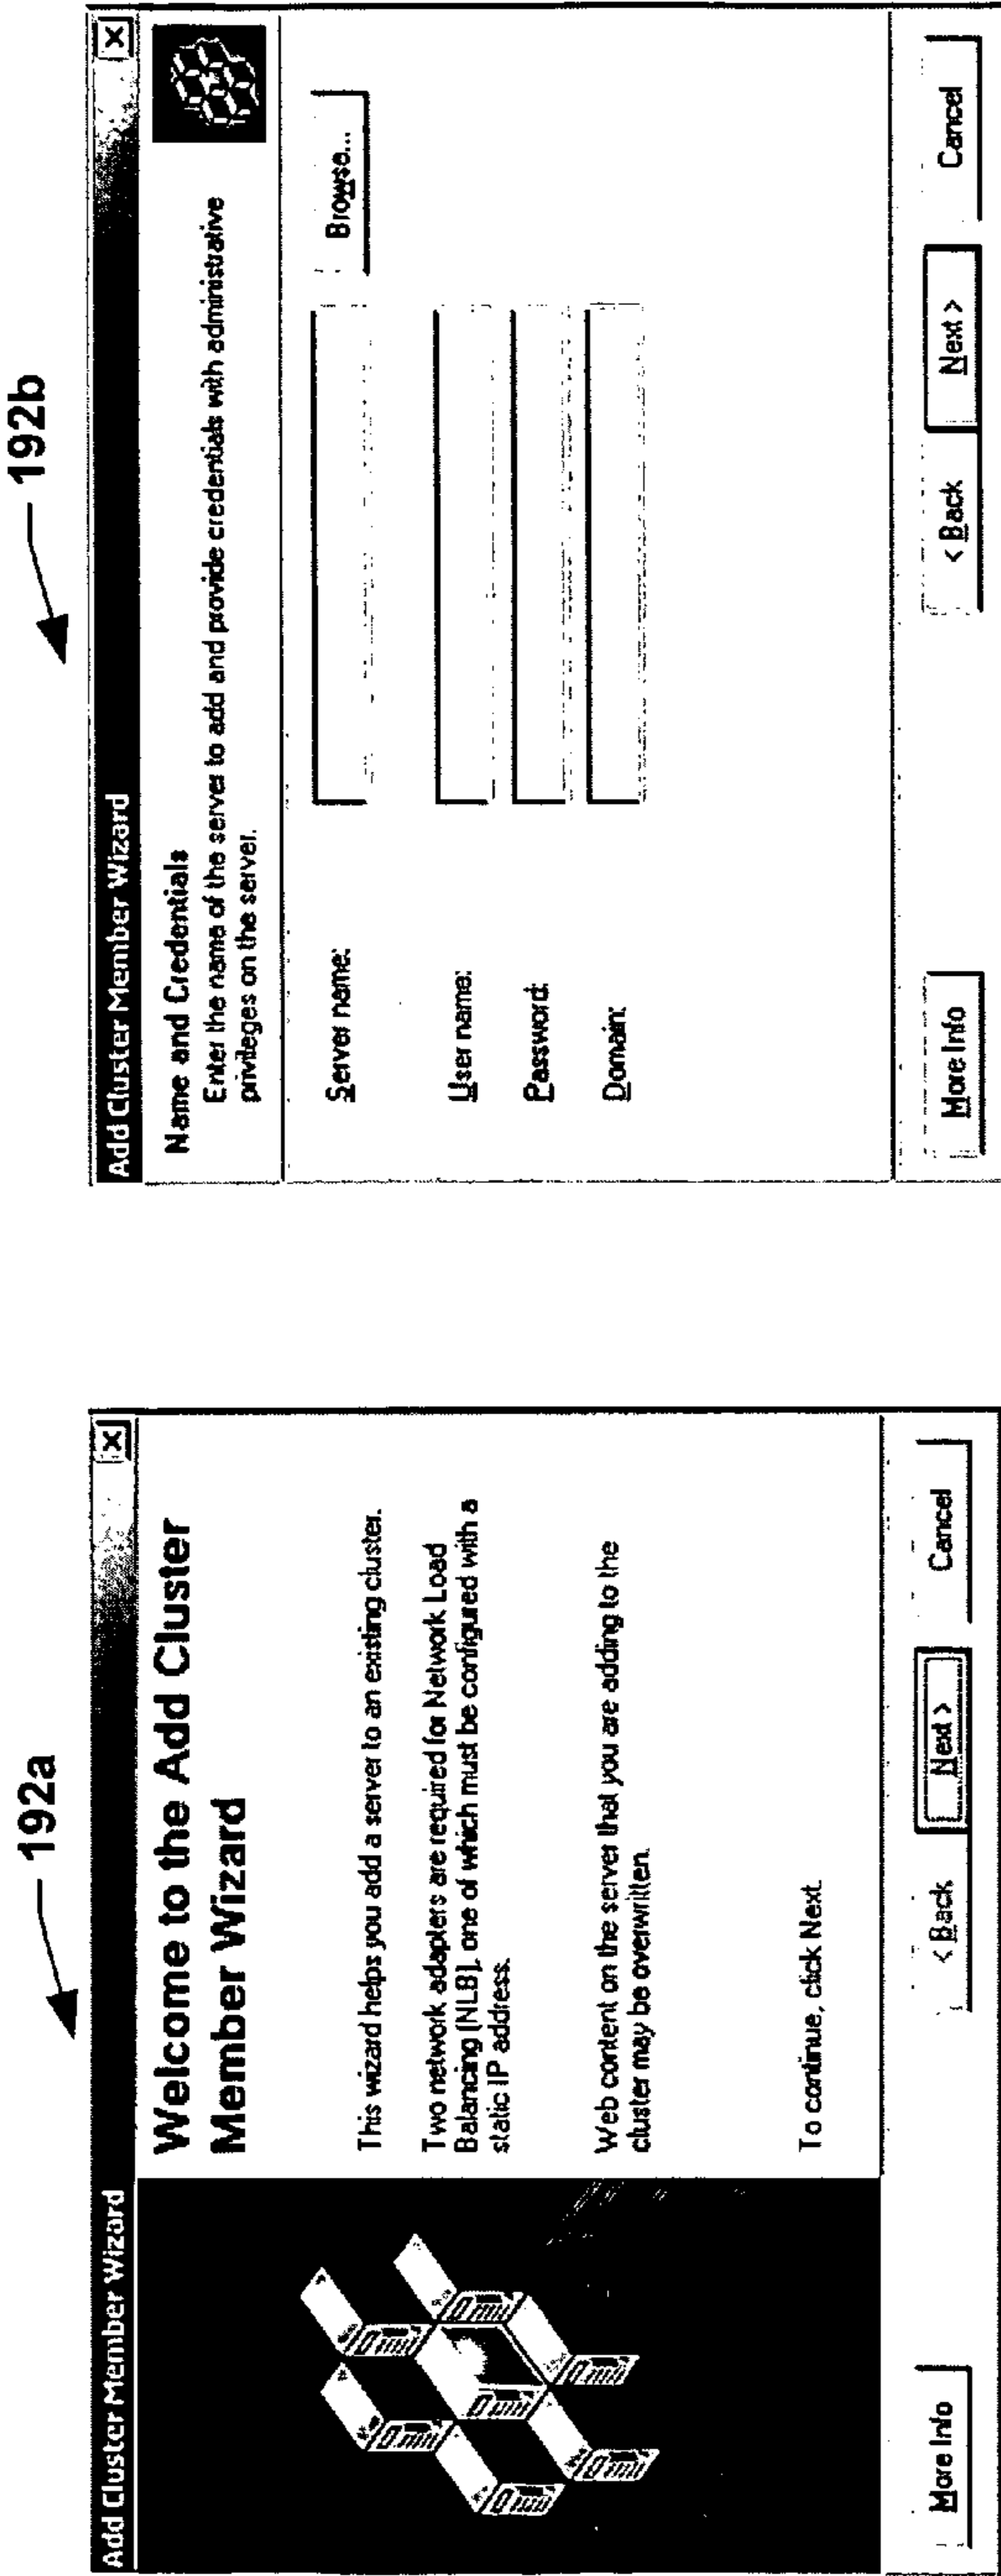 192a
Add Cluster Member Wizard
Welcome to the Add Cluster
Member Wizard
This wizard helps you add a server to an existing cluster.
Two network adapters are required for Network Load
Balancing (NLB), one of which must be configured with a
static IP address.
Web content on the server that you are adding to the
cluster may be overwritten.
To continue, click Next.
More Info
< Back
Next >
Cancel
192b
Add Cluster Member Wizard
Name and Credentials
Enter the name of the server to add and provide credentials with administrative
privileges on the server.
Server name:
Browse...
User name:
Password:
Domain:
More Info
< Back
Next >
Cancel